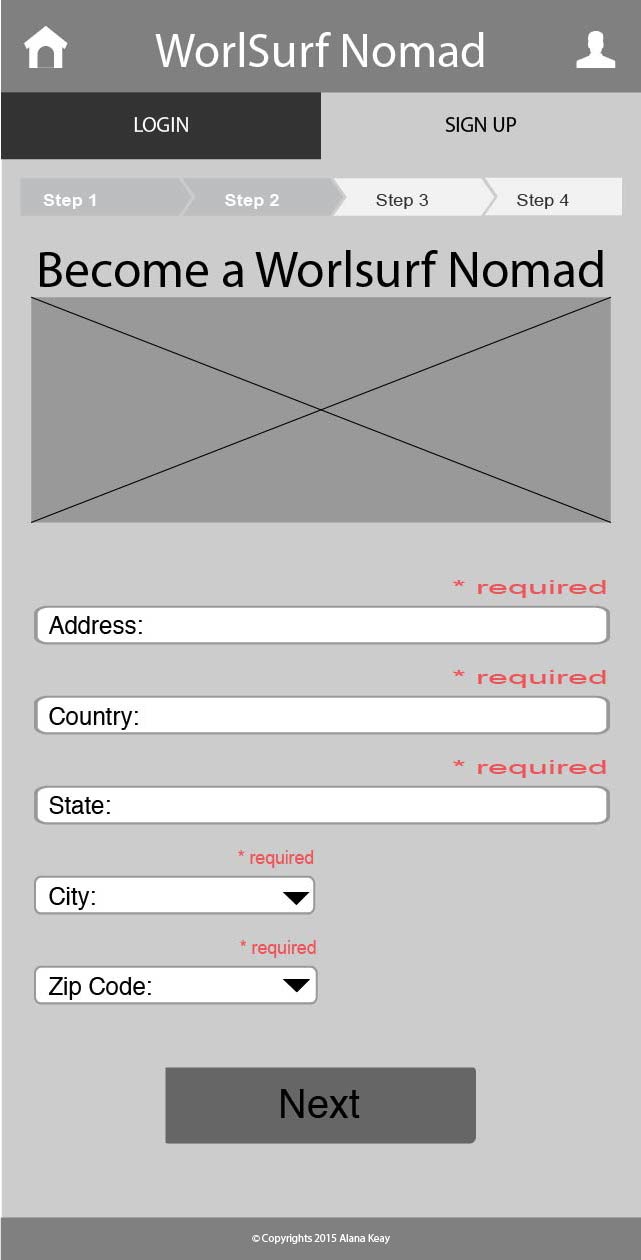 WorlSurf Nomad
LOGIN
SIGN UP
Step 1
Step 2
Step 3
Step 4
Become a Worlsurf Nomad
* required
Address:
* required
Country:
* required
State:
* required
City:
* required
Zip Code:
Next
© Copyrights 2015 Alana Keay